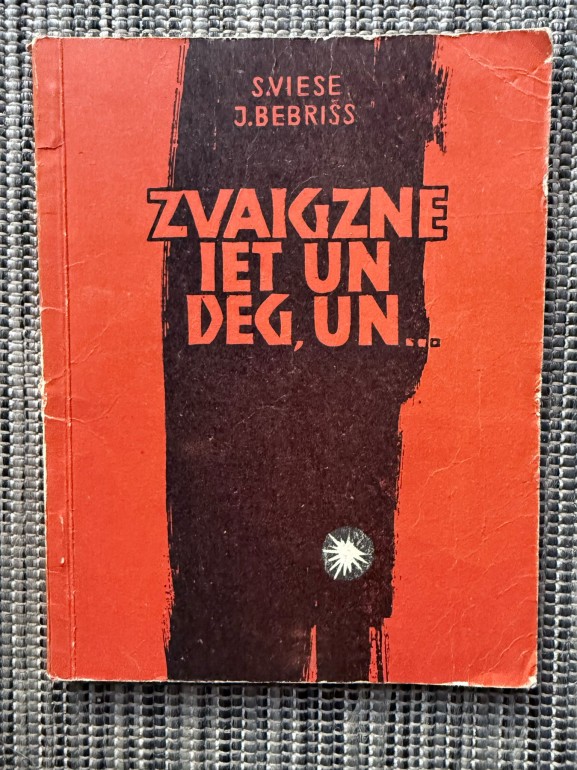 S.VIESE
J.BEBRIŠS
ZVAIGZNE
IET UN
DEG, UN...